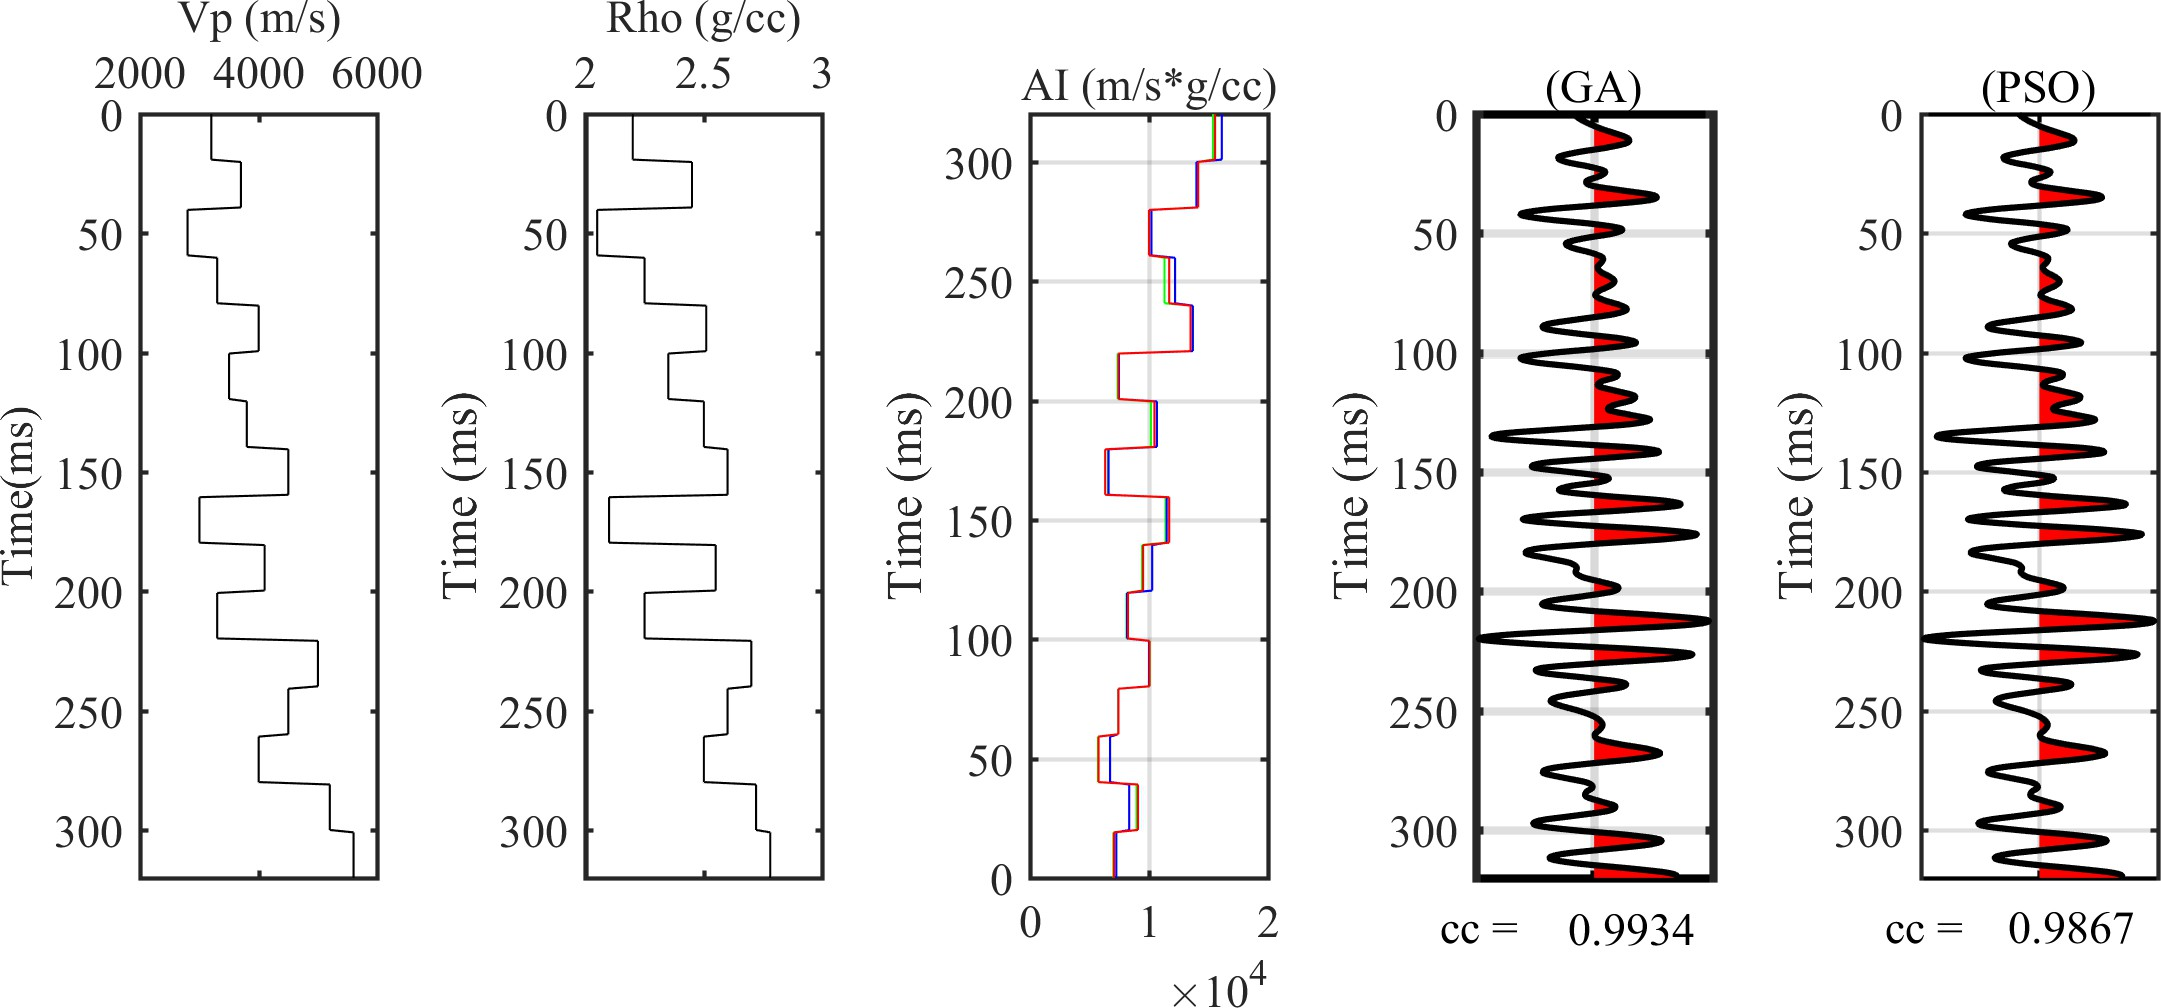 Vp (m/s)
2000 4000 6000
0
50
100
150
200
250
300
Time(ms)
Rho (g/cc)
2 2.5 3
0
50
100
150
200
250
300
Time (ms)
AI (m/s*g/cc)
300
250
200
150
100
50
0
Time (ms)
0 1 2
×10⁴
(GA)
0
50
100
150
200
250
300
Time (ms)
cc = 0.9934
(PSO)
0
50
100
150
200
250
300
Time (ms)
cc = 0.9867